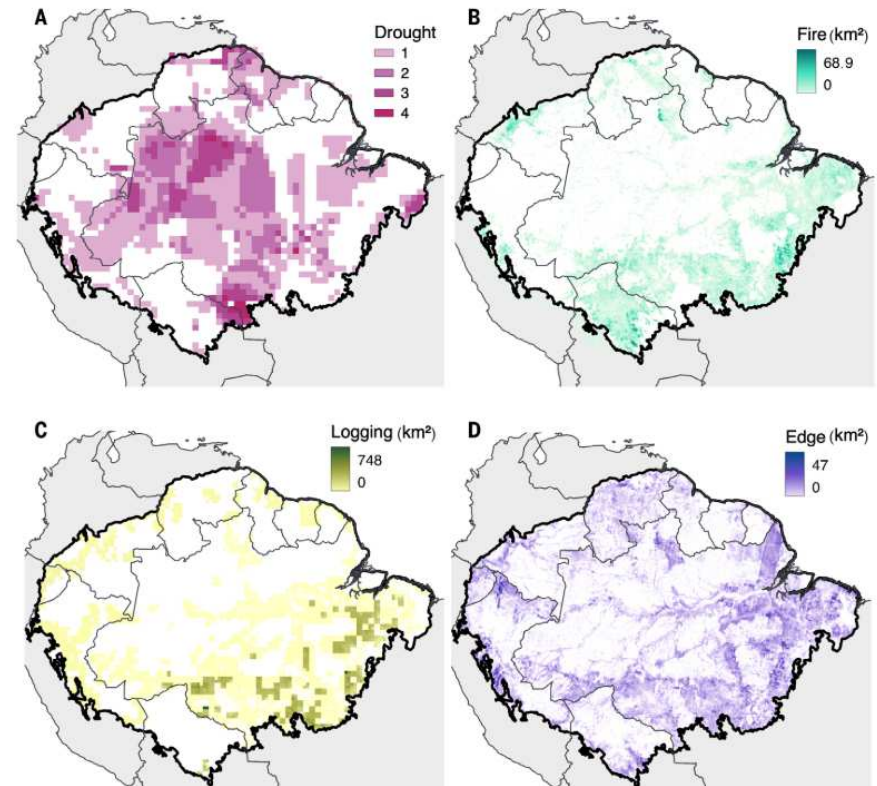 A
Drought
1
2
3
4
B
Fire (km²)
68.9
0
C
Logging (km²)
748
0
D
Edge (km²)
47
0